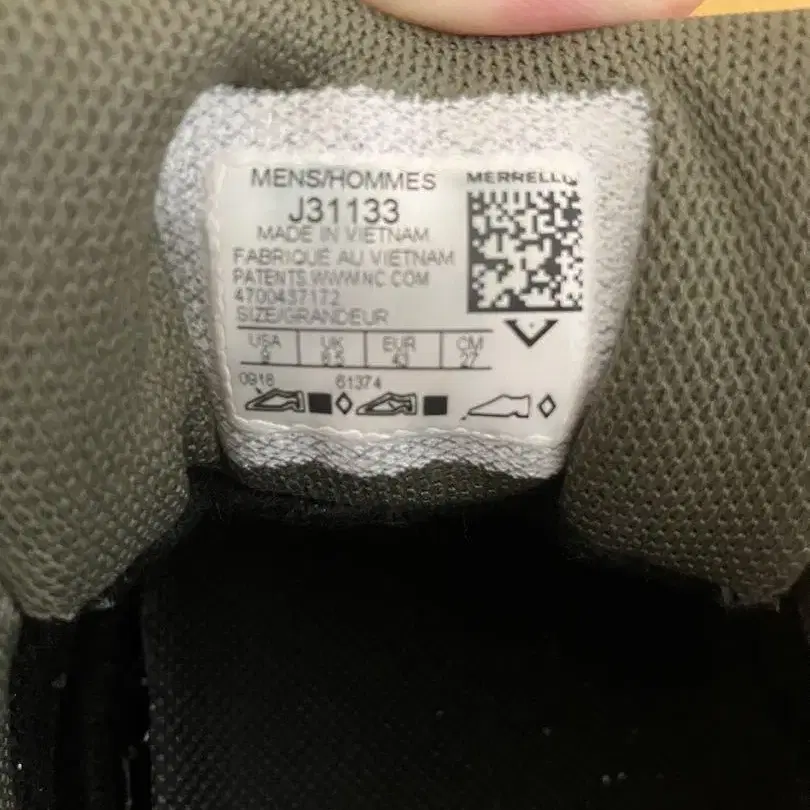 MENS/HOMMES
MERRELL
J31133
MADE IN VIETNAM
FABRIQUÉ AU VIETNAM
PATENTS.WWWNC.COM
4700437172
SIZE/GRANDEUR
USA UK EUR CM
9 8.5 43 27
0918 61374